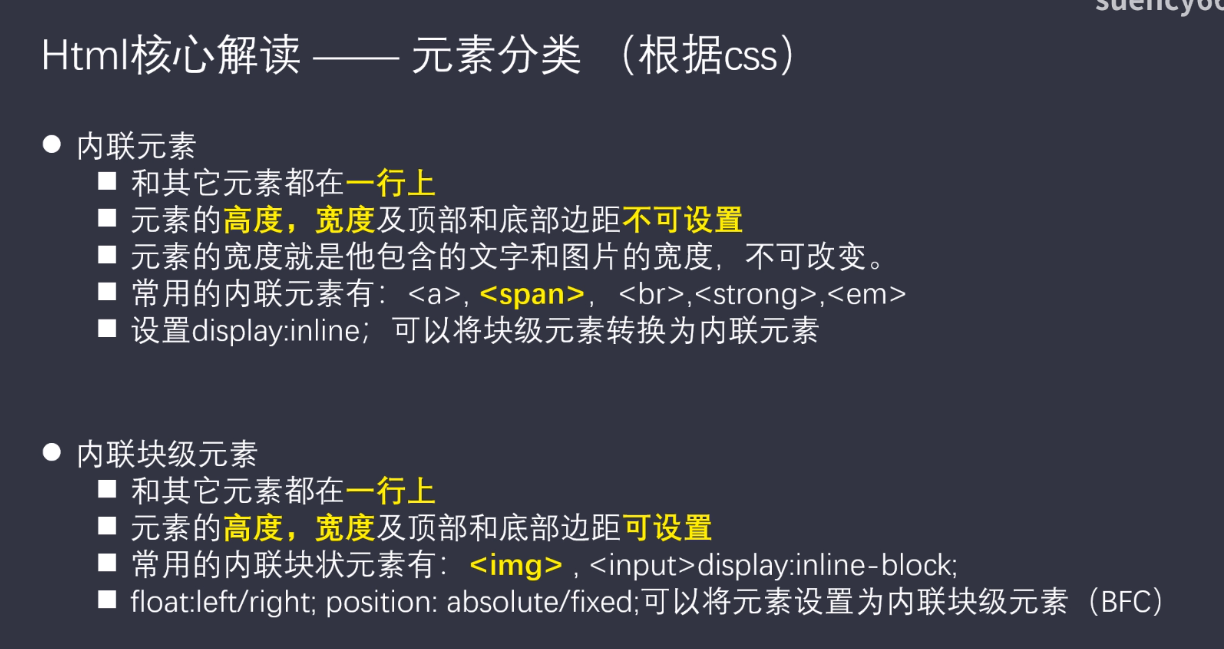 Html核心解读 —— 元素分类 （根据css）
● 内联元素
■ 和其它元素都在一行上
■ 元素的高度，宽度及顶部和底部边距不可设置
■ 元素的宽度就是他包含的文字和图片的宽度，不可改变。
■ 常用的内联元素有：<a>, <span>，<br>,<strong>,<em>
■ 设置display:inline；可以将块级元素转换为内联元素
● 内联块级元素
■ 和其它元素都在一行上
■ 元素的高度，宽度及顶部和底部边距可设置
■ 常用的内联块状元素有：<img> , <input>display:inline-block;
■ float:left/right; position: absolute/fixed;可以将元素设置为内联块级元素（BFC）